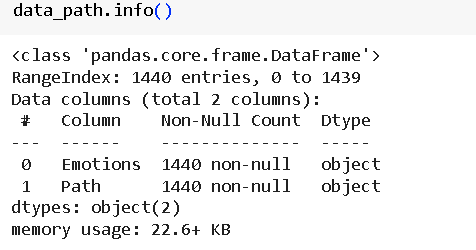 data_path.info()
<class 'pandas.core.frame.DataFrame'>
RangeIndex: 1440 entries, 0 to 1439
Data columns (total 2 columns):
 #   Column    Non-Null Count  Dtype
---  ------    --------------  -----
 0   Emotions  1440 non-null   object
 1   Path      1440 non-null   object
dtypes: object(2)
memory usage: 22.6+ KB